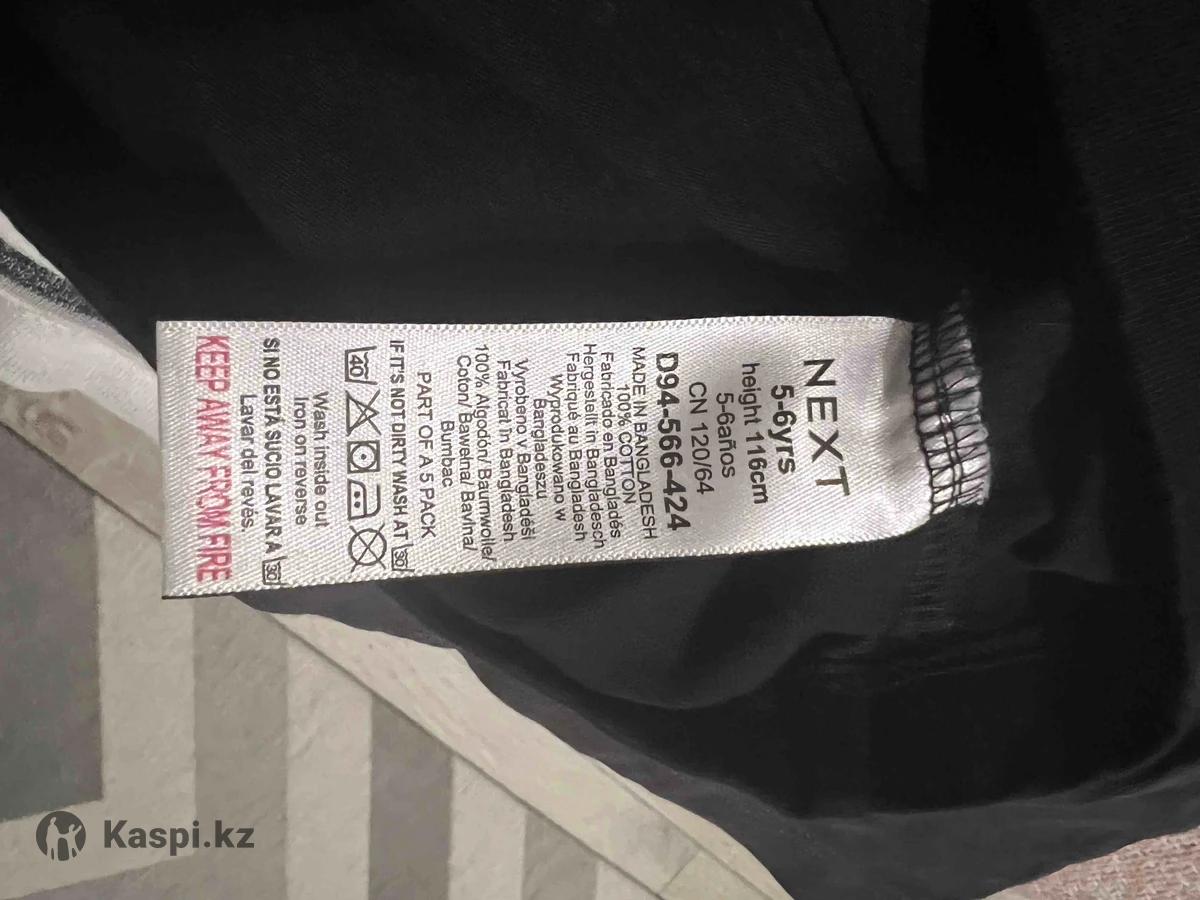 NEXT
5-6yrs
height 116cm
5-6años
CN 120/64
D94-566-424
MADE IN BANGLADESH
100% COTTON
Fabricado en Bangladés
Hergestellt in Bangladesch
Fabriqué au Bangladesh
Wyprodukowano w
Bangladeszu
Vyrobeno v Bangladéši
Fabricat în Bangladesh
100% Algodón/ Baumwolle/
Coton/ Bawełna/ Bavlna/
Bumbac
PART OF A 5 PACK
IF IT'S NOT DIRTY WASH AT 30
40
Wash inside out
Iron on reverse
SI NO ESTÁ SUCIO LAVAR A 30
Lavar del revés.
KEEP AWAY FROM FIRE
Kaspi.kz